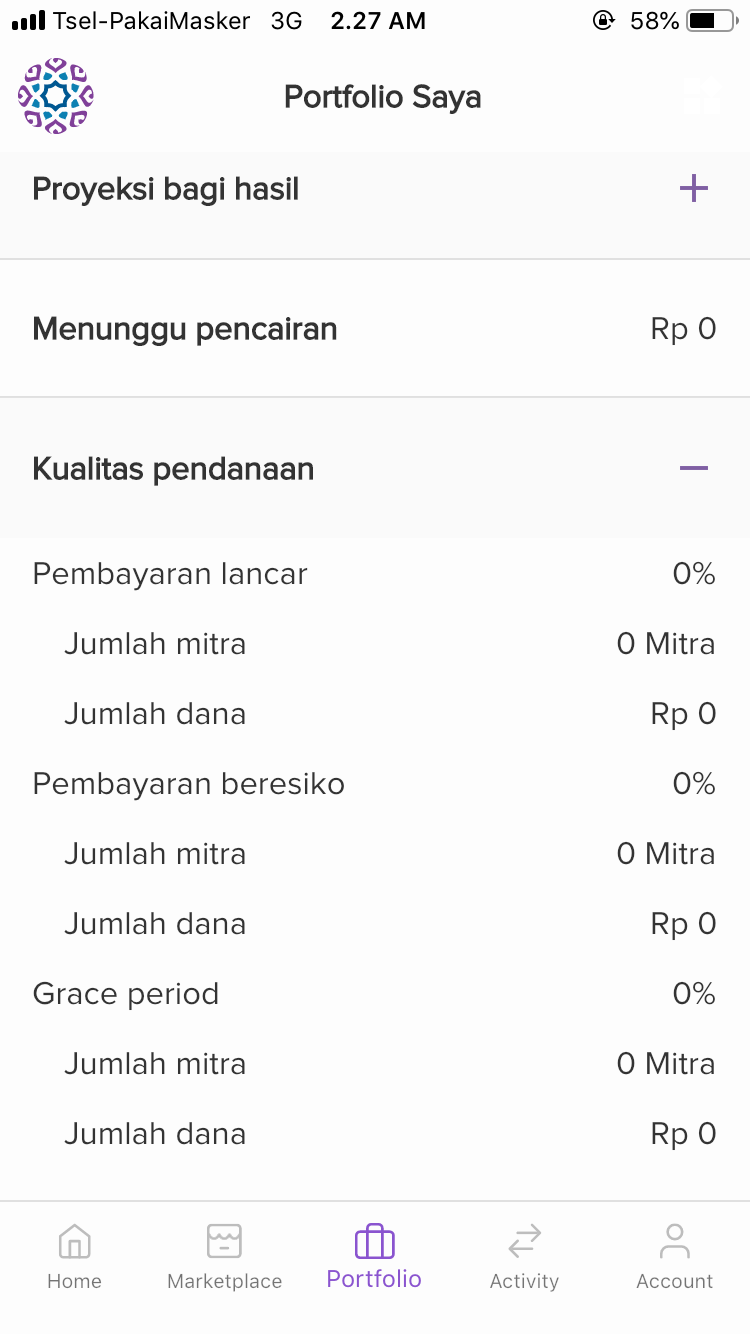 Tsel-PakaiMasker 3G 2.27 AM 58%
Portfolio Saya
Proyeksi bagi hasil
Menunggu pencairan Rp 0
Kualitas pendanaan
Pembayaran lancar 0%
Jumlah mitra 0 Mitra
Jumlah dana Rp 0
Pembayaran beresiko 0%
Jumlah mitra 0 Mitra
Jumlah dana Rp 0
Grace period 0%
Jumlah mitra 0 Mitra
Jumlah dana Rp 0
Home Marketplace Portfolio Activity Account